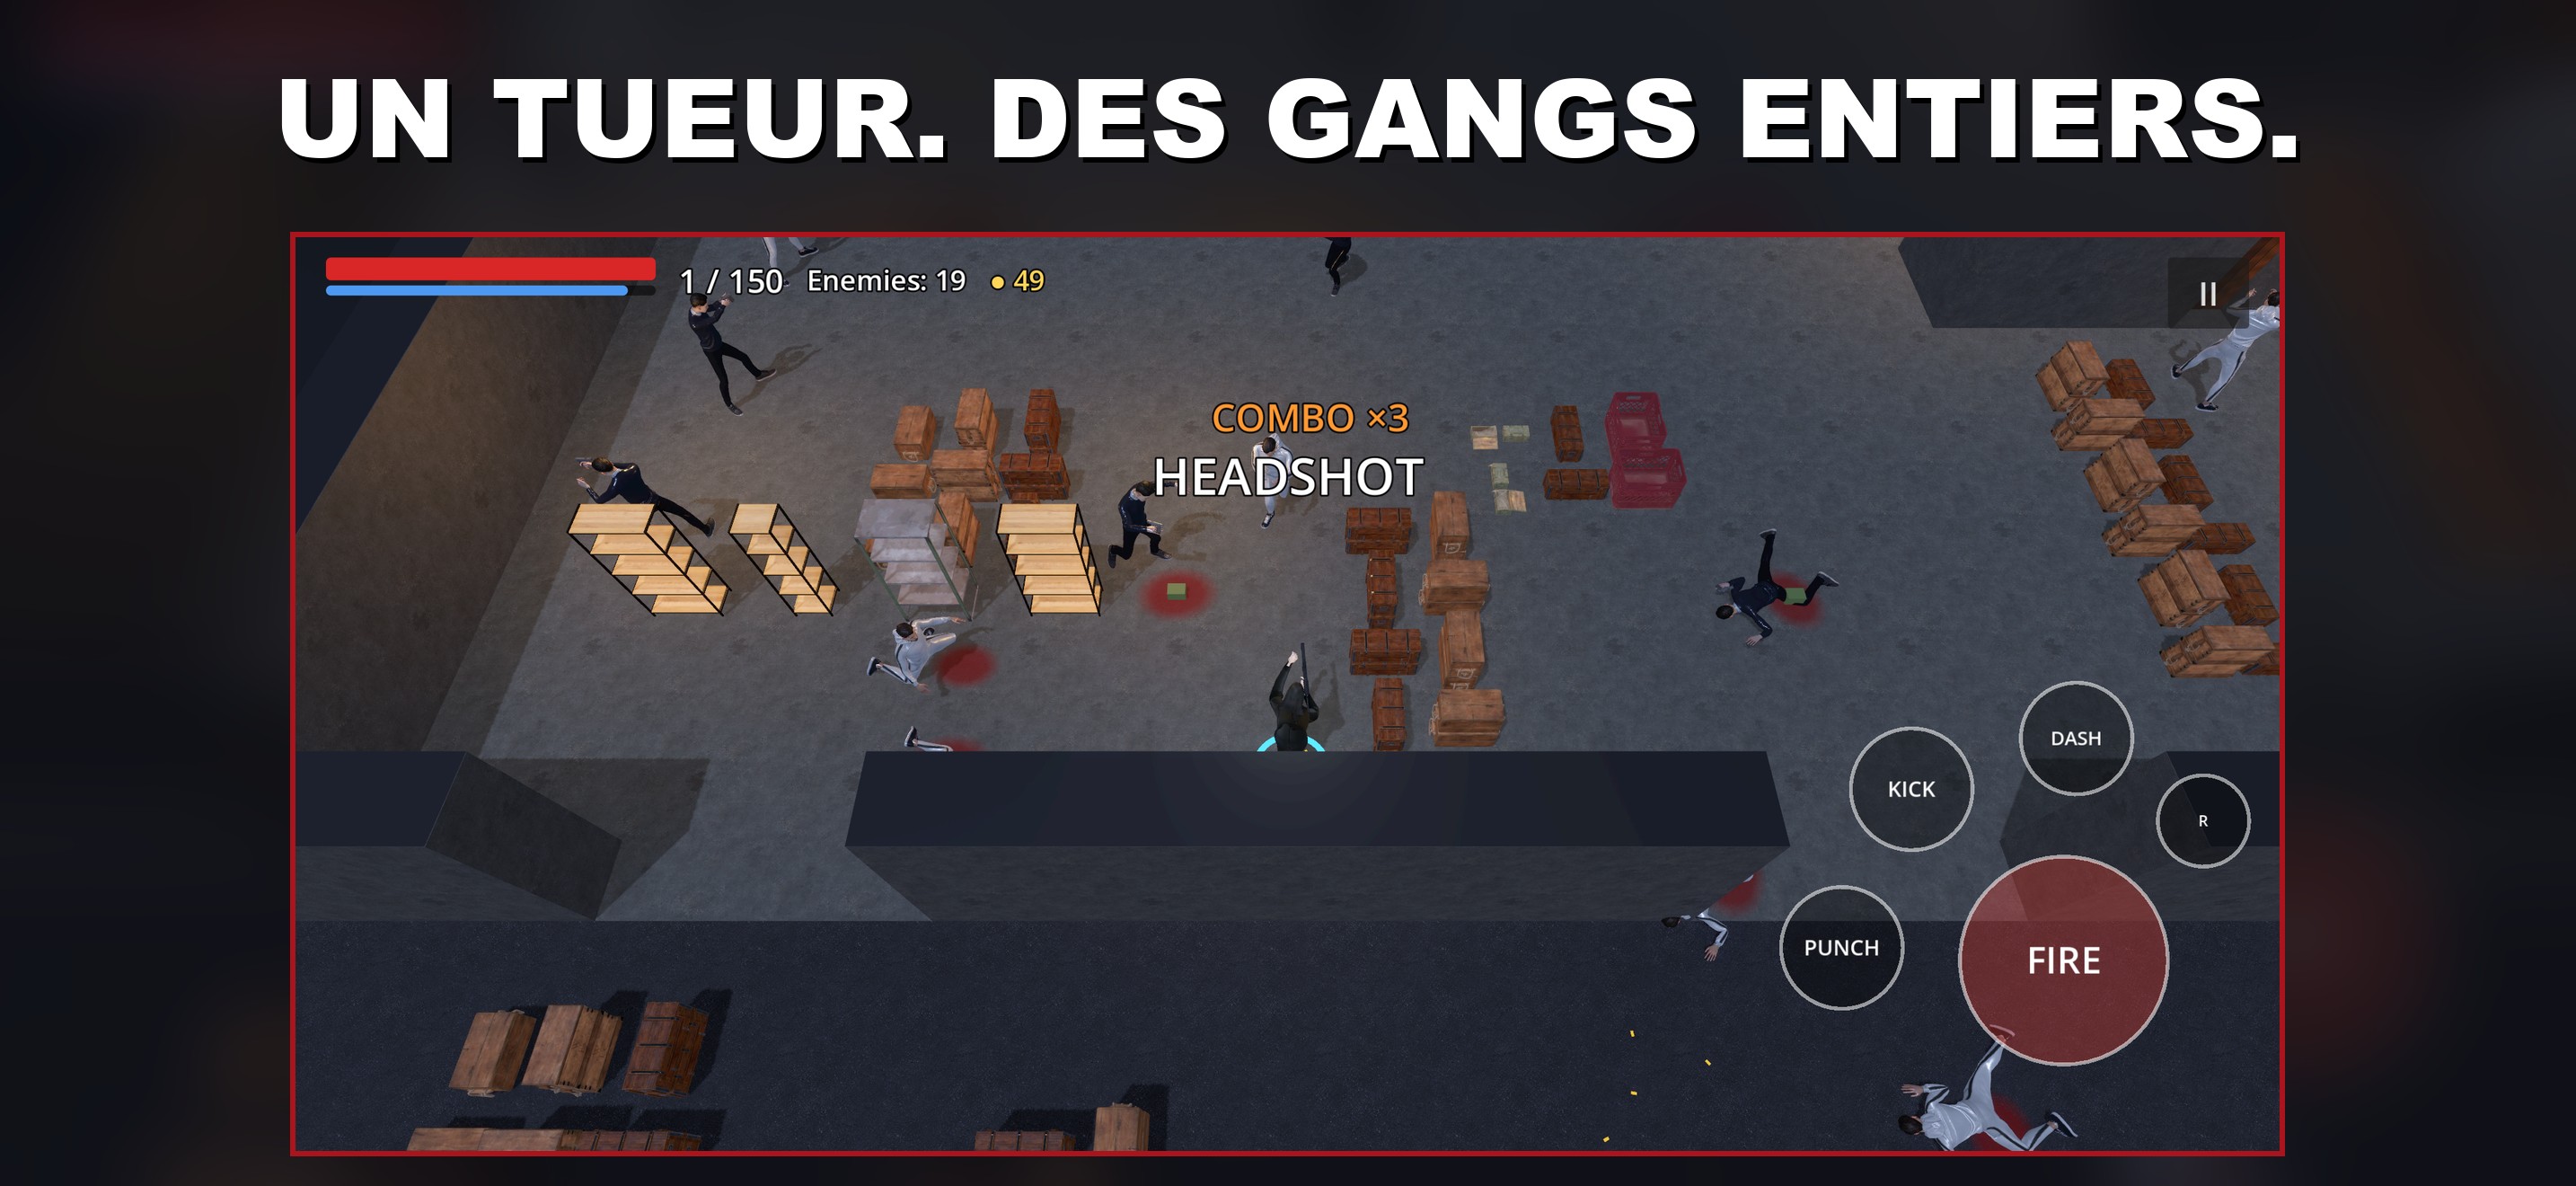 UN TUEUR. DES GANGS ENTIERS.
1 / 150 Enemies: 19 49
COMBO ×3
HEADSHOT
DASH
KICK
R
PUNCH
FIRE